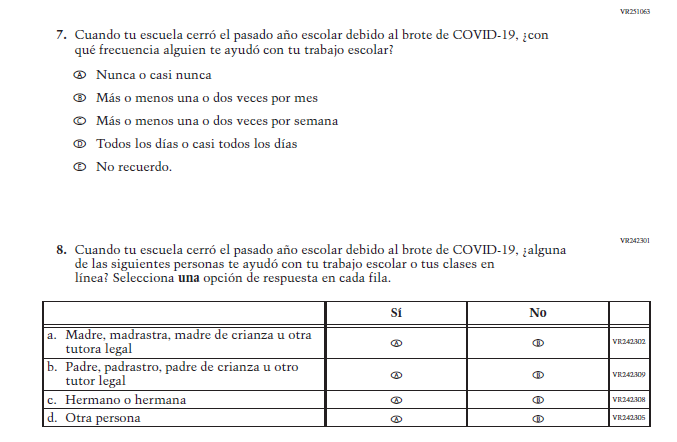 VR251063
7. Cuando tu escuela cerró el pasado año escolar debido al brote de COVID-19, ¿con
qué frecuencia alguien te ayudó con tu trabajo escolar?
A Nunca o casi nunca
B Más o menos una o dos veces por mes
C Más o menos una o dos veces por semana
D Todos los días o casi todos los días
E No recuerdo.
VR242301
8. Cuando tu escuela cerró el pasado año escolar debido al brote de COVID-19, ¿alguna
de las siguientes personas te ayudó con tu trabajo escolar o tus clases en
línea? Selecciona una opción de respuesta en cada fila.
Sí No
a. Madre, madrastra, madre de crianza u otra
tutora legal A B VR242302
b. Padre, padrastro, padre de crianza u otro
tutor legal A B VR242309
c. Hermano o hermana A B VR242308
d. Otra persona A B VR242305